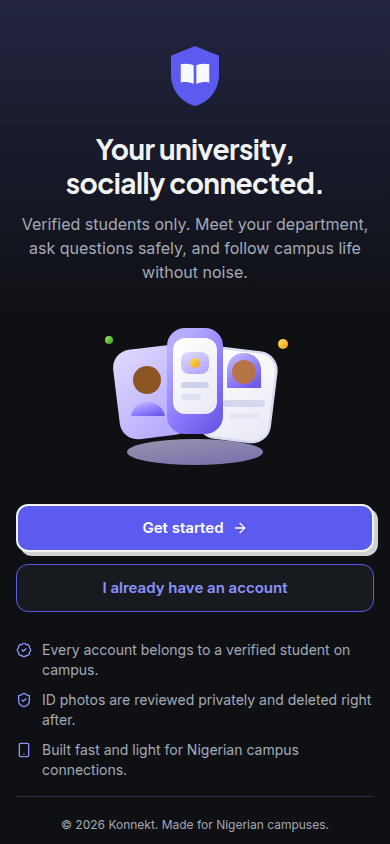 Your university,
socially connected.
Verified students only. Meet your department,
ask questions safely, and follow campus life
without noise.
Get started
I already have an account
Every account belongs to a verified student on
campus.
ID photos are reviewed privately and deleted right
after.
Built fast and light for Nigerian campus
connections.
© 2026 Konnekt. Made for Nigerian campuses.